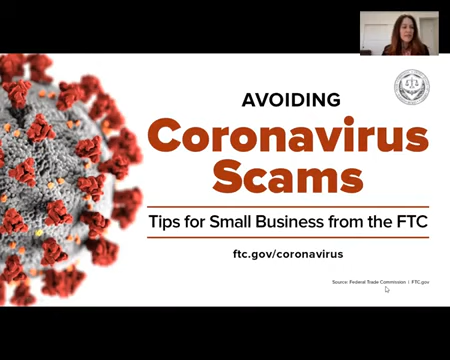 AVOIDING
Coronavirus
Scams
Tips for Small Business from the FTC
ftc.gov/coronavirus
Source: Federal Trade Commission | FTC.gov